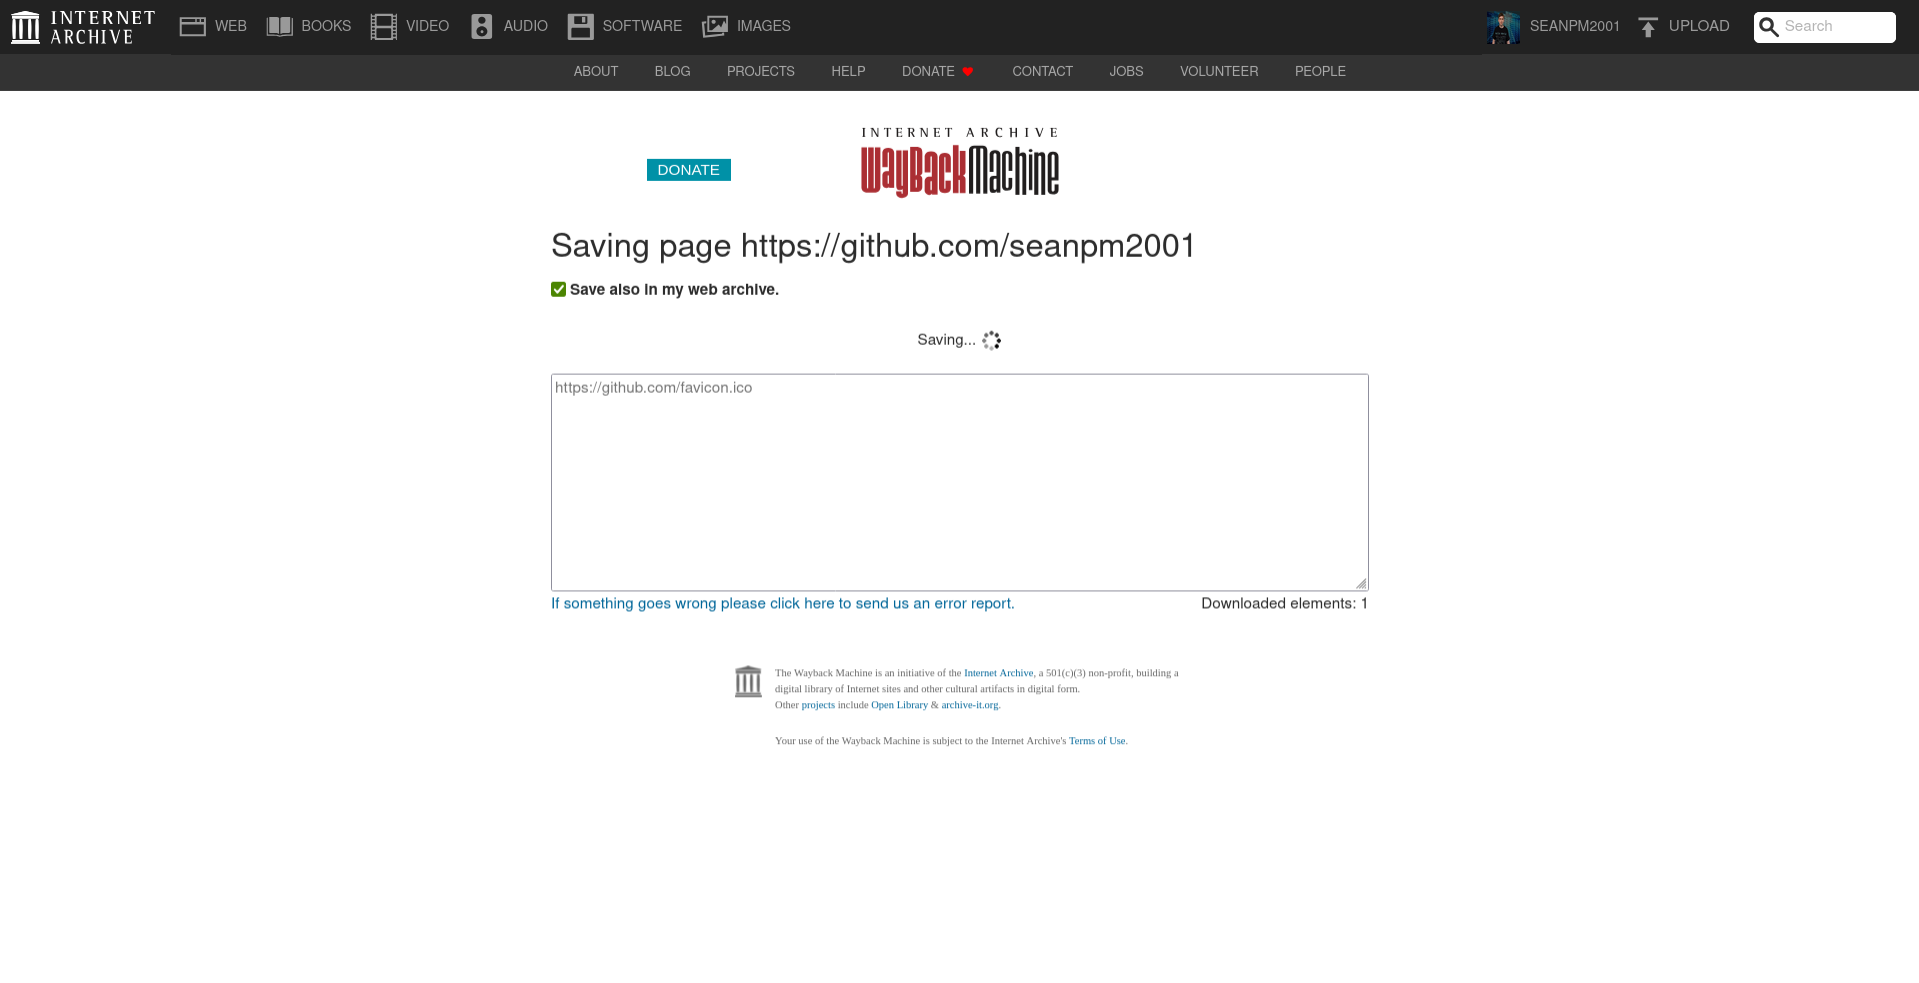 INTERNET ARCHIVE
WEB BOOKS VIDEO AUDIO SOFTWARE IMAGES SEANPM2001 UPLOAD Search
ABOUT BLOG PROJECTS HELP DONATE CONTACT JOBS VOLUNTEER PEOPLE
INTERNET ARCHIVE
WayBackMachine
DONATE
Saving page https://github.com/seanpm2001
Save also in my web archive.
Saving...
https://github.com/favicon.ico
If something goes wrong please click here to send us an error report. Downloaded elements: 1
The Wayback Machine is an initiative of the Internet Archive, a 501(c)(3) non-profit, building a
digital library of Internet sites and other cultural artifacts in digital form.
Other projects include Open Library & archive-it.org.
Your use of the Wayback Machine is subject to the Internet Archive's Terms of Use.